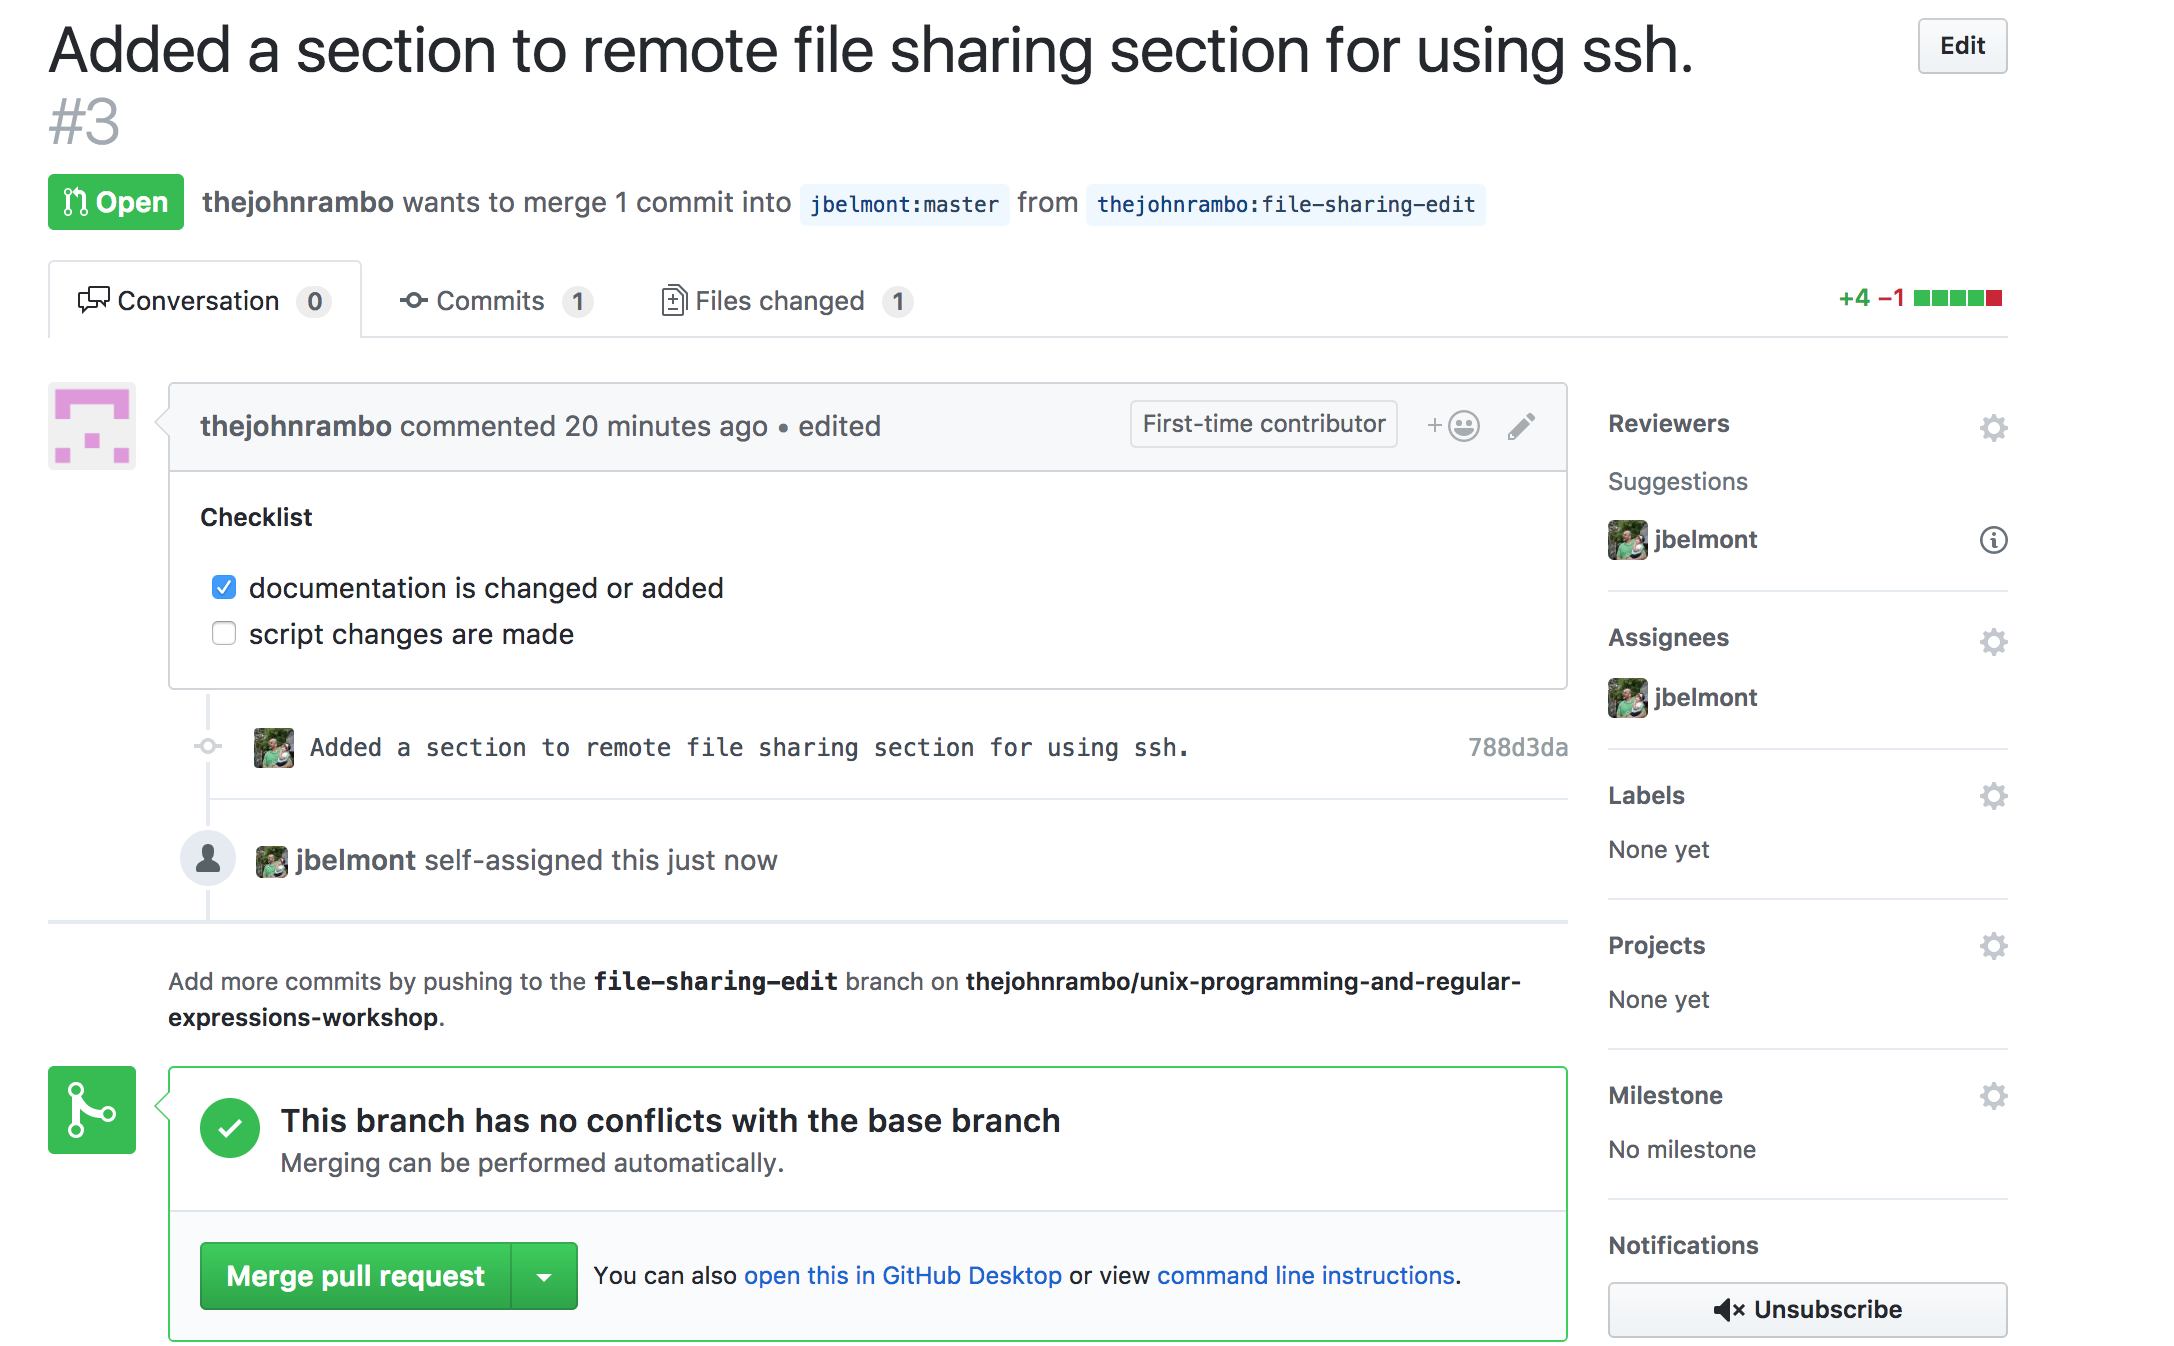 Added a section to remote file sharing section for using ssh.
#3
Edit
Open thejohnrambo wants to merge 1 commit into jbelmont:master from thejohnrambo:file-sharing-edit
Conversation 0 Commits 1 Files changed 1 +4 −1
thejohnrambo commented 20 minutes ago • edited First-time contributor +
Checklist
documentation is changed or added
script changes are made
Added a section to remote file sharing section for using ssh. 788d3da
jbelmont self-assigned this just now
Add more commits by pushing to the file-sharing-edit branch on thejohnrambo/unix-programming-and-regular-
expressions-workshop.
This branch has no conflicts with the base branch
Merging can be performed automatically.
Merge pull request You can also open this in GitHub Desktop or view command line instructions.
Reviewers
Suggestions
jbelmont
Assignees
jbelmont
Labels
None yet
Projects
None yet
Milestone
No milestone
Notifications
Unsubscribe